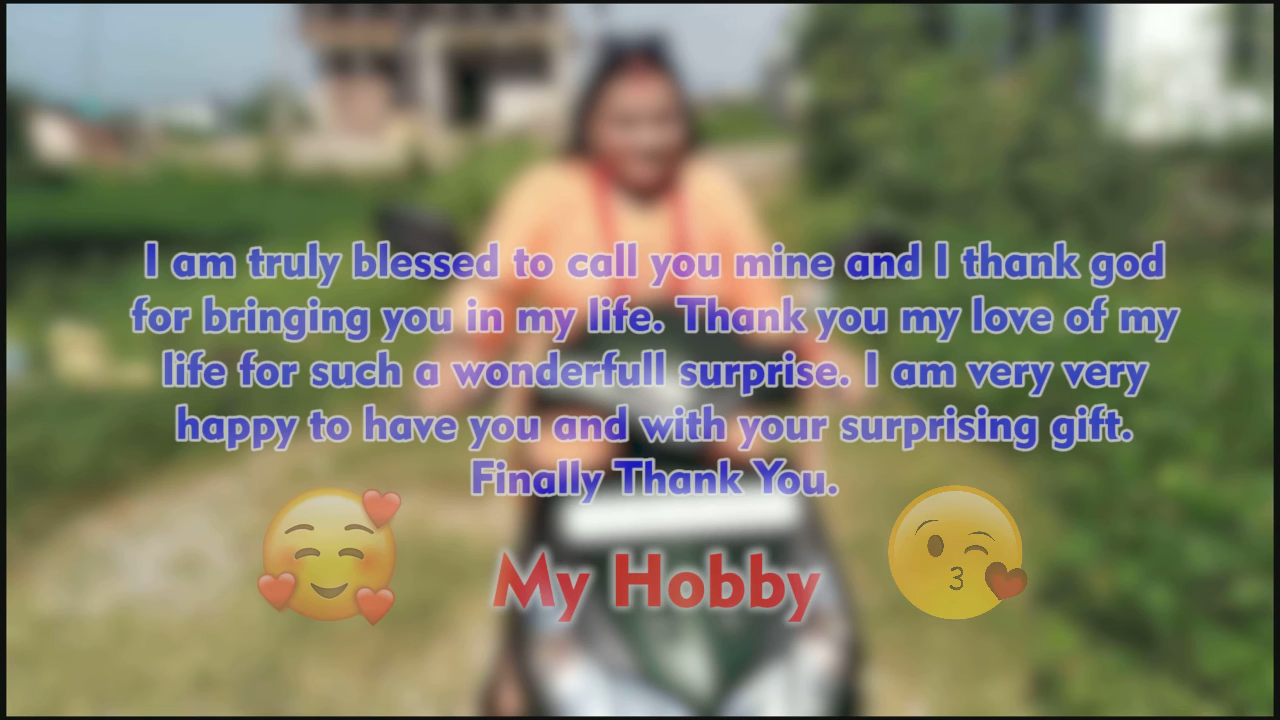 I am truly blessed to call you mine and I thank god
for bringing you in my life. Thank you my love of my
life for such a wonderfull surprise. I am very very
happy to have you and with your surprising gift.
Finally Thank You.
My Hobby